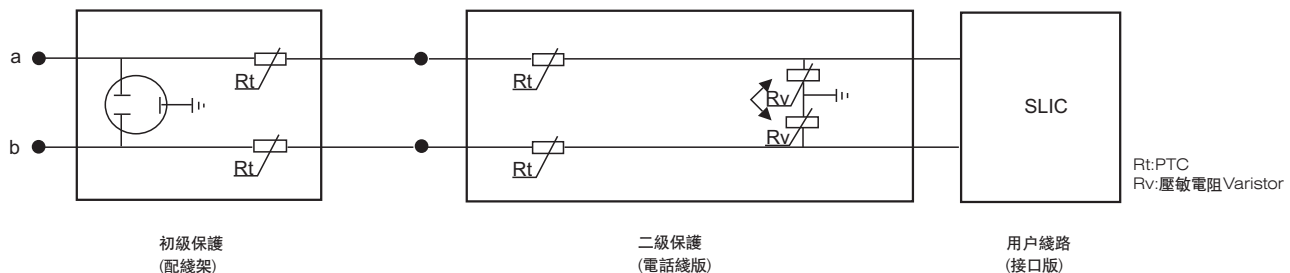 a
b
Rt
Rt
Rt
Rt
Rv
Rv
SLIC
Rt:PTC
Rv:壓敏電阻Varistor
初級保護
(配綫架)
二級保護
(電話綫版)
用户綫路
(接口版)